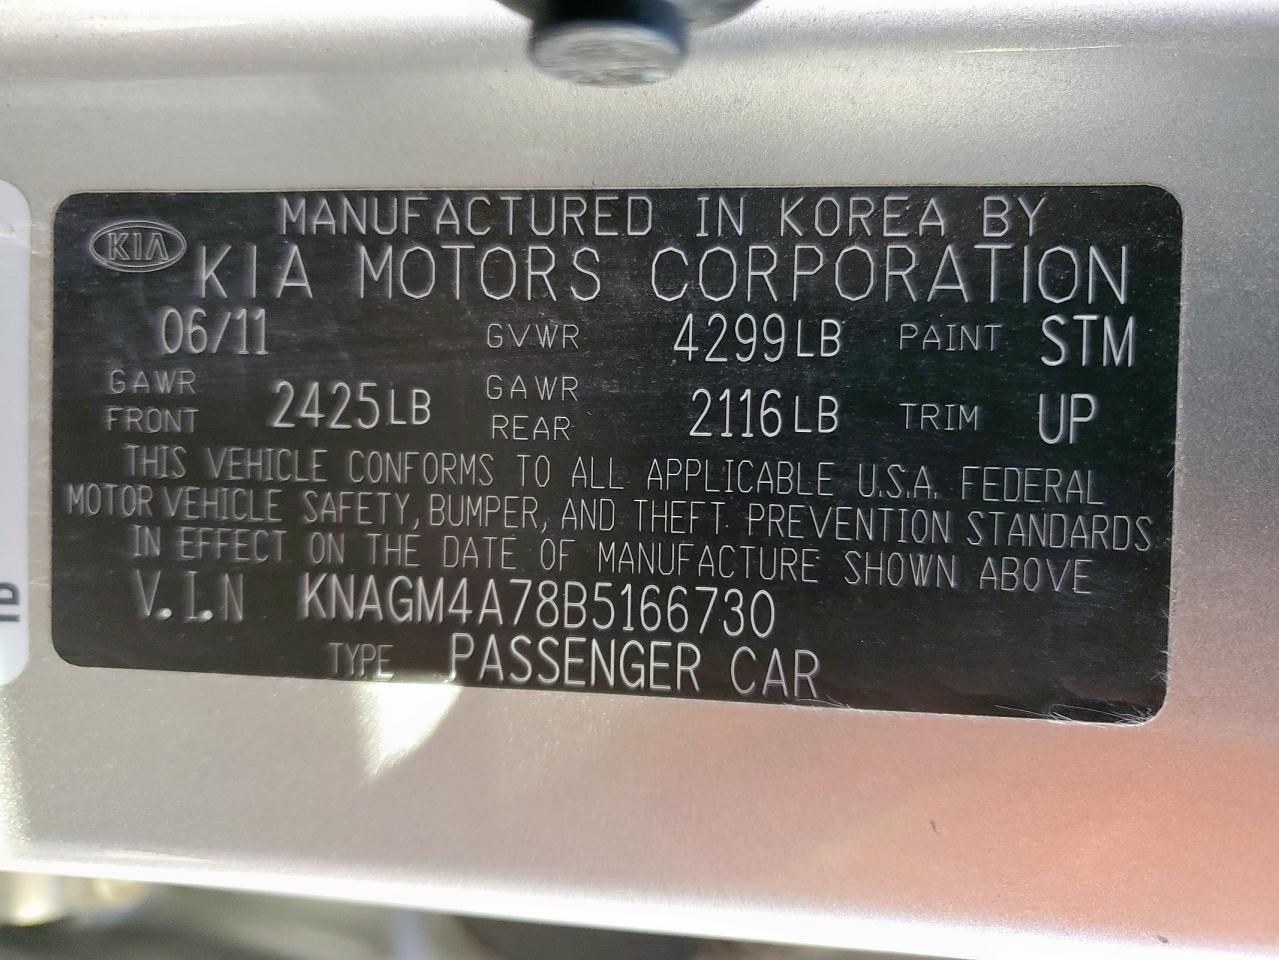 MANUFACTURED IN KOREA BY
KIA KIA MOTORS CORPORATION
06/11 GVWR 4299LB PAINT STM
GAWR FRONT 2425LB GAWR REAR 2116LB TRIM UP
THIS VEHICLE CONFORMS TO ALL APPLICABLE U.S.A. FEDERAL
MOTOR VEHICLE SAFETY, BUMPER, AND THEFT PREVENTION STANDARDS
IN EFFECT ON THE DATE OF MANUFACTURE SHOWN ABOVE
V.I.N KNAGM4A78B5166730
TYPE PASSENGER CAR